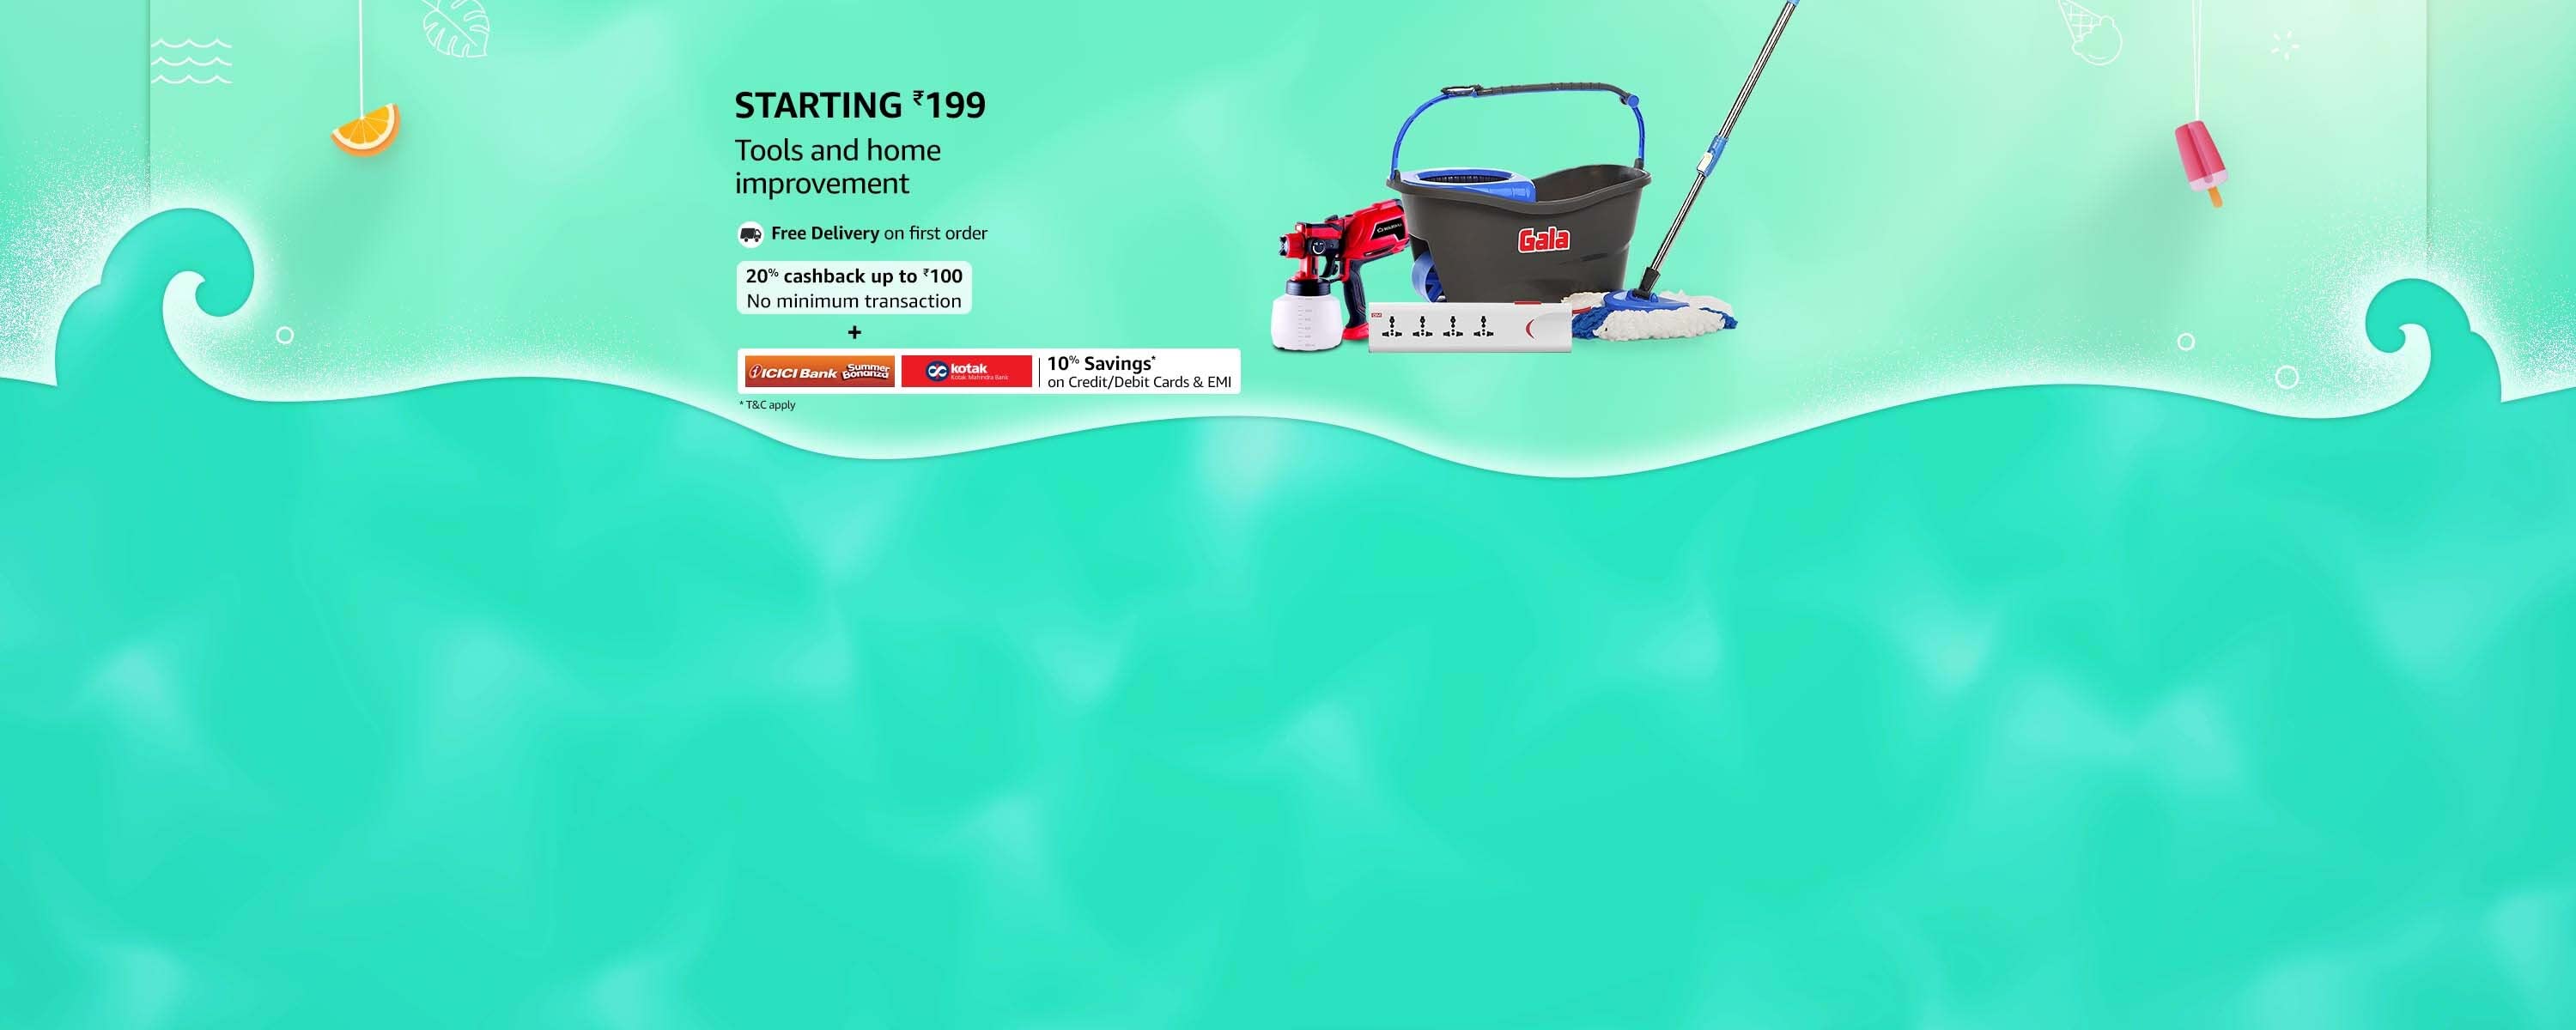 STARTING ₹199
Tools and home
improvement
Free Delivery on first order
20% cashback up to ₹100
No minimum transaction
+
ICICI Bank Summer Bonanza
kotak
Kotak Mahindra Bank
10% Savings*
on Credit/Debit Cards & EMI
* T&C apply
Gala